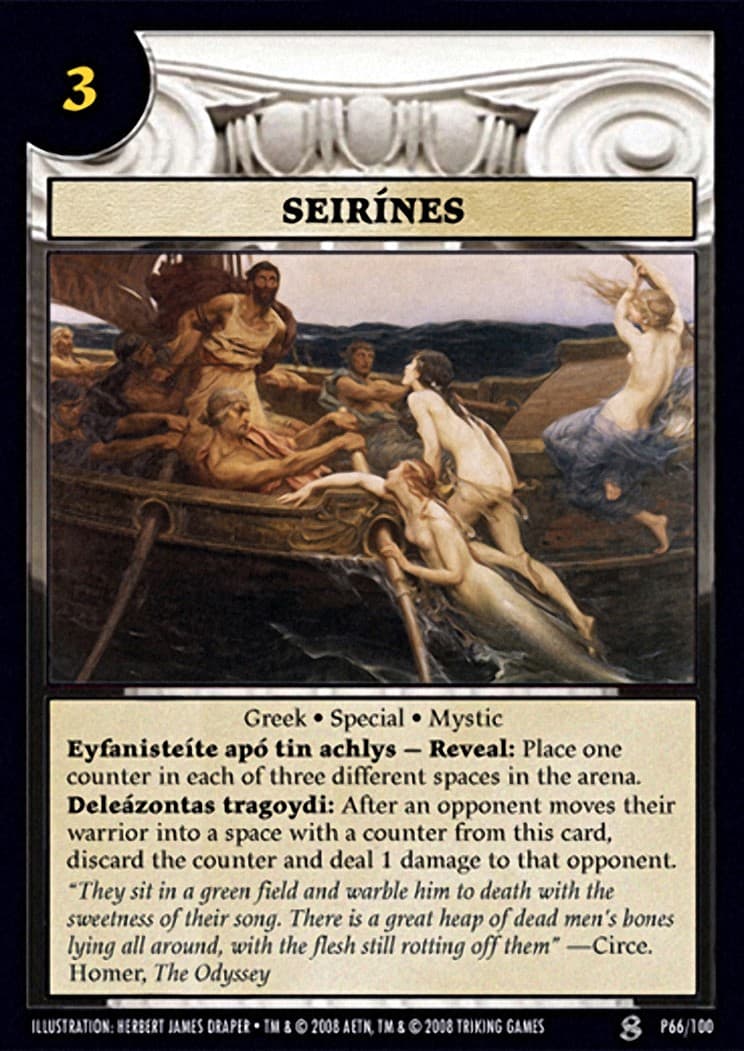 3
SEIRÍNES
Greek • Special • Mystic
Eyfanisteíte apó tin achlys – Reveal: Place one
counter in each of three different spaces in the arena.
Deleázontas tragoydi: After an opponent moves their
warrior into a space with a counter from this card,
discard the counter and deal 1 damage to that opponent.
"They sit in a green field and warble him to death with the
sweetness of their song. There is a great heap of dead men's bones
lying all around, with the flesh still rotting off them" —Circe.
Homer, The Odyssey
ILLUSTRATION: HERBERT JAMES DRAPER • TM & © 2008 AETN, TM & © 2008 TRIKING GAMES
P66/100